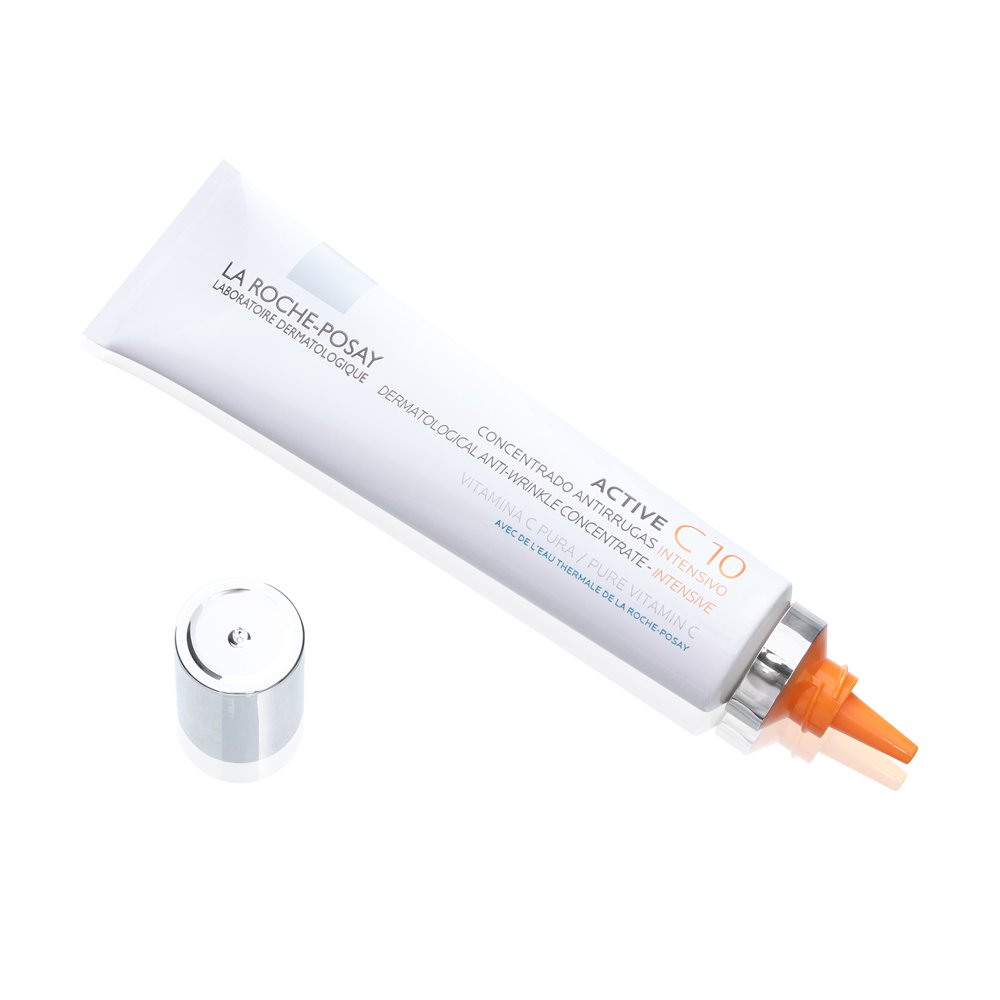 LA ROCHE-POSAY
LABORATOIRE DERMATOLOGIQUE
ACTIVE C10
CONCENTRADO ANTIRRUGAS INTENSIVO
DERMATOLOGICAL ANTI-WRINKLE CONCENTRATE - INTENSIVE
VITAMINA C PURA / PURE VITAMIN C
AVEC DE L'EAU THERMALE DE LA ROCHE-POSAY